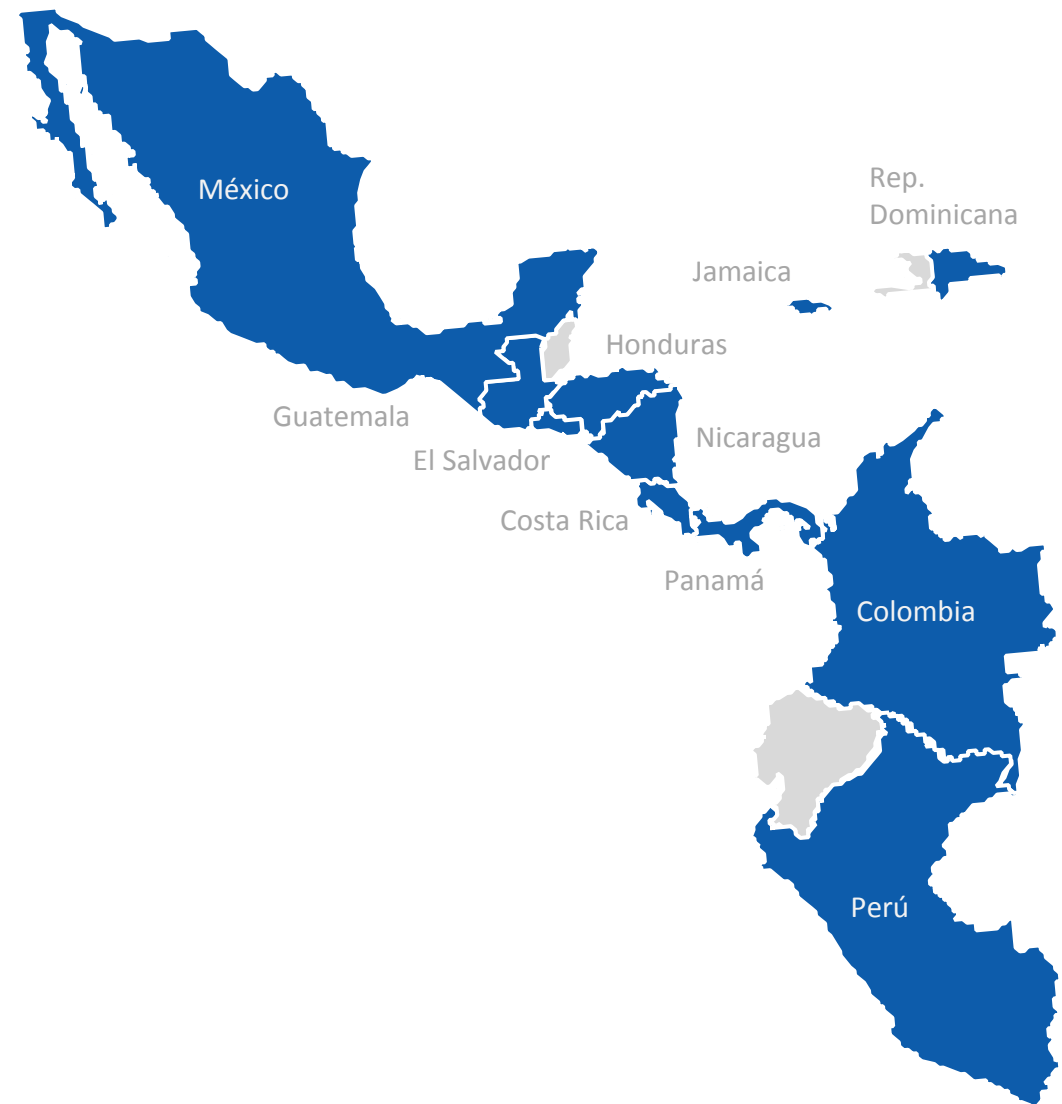 México
Rep.
Dominicana
Jamaica
Honduras
Guatemala
Nicaragua
El Salvador
Costa Rica
Panamá
Colombia
Perú